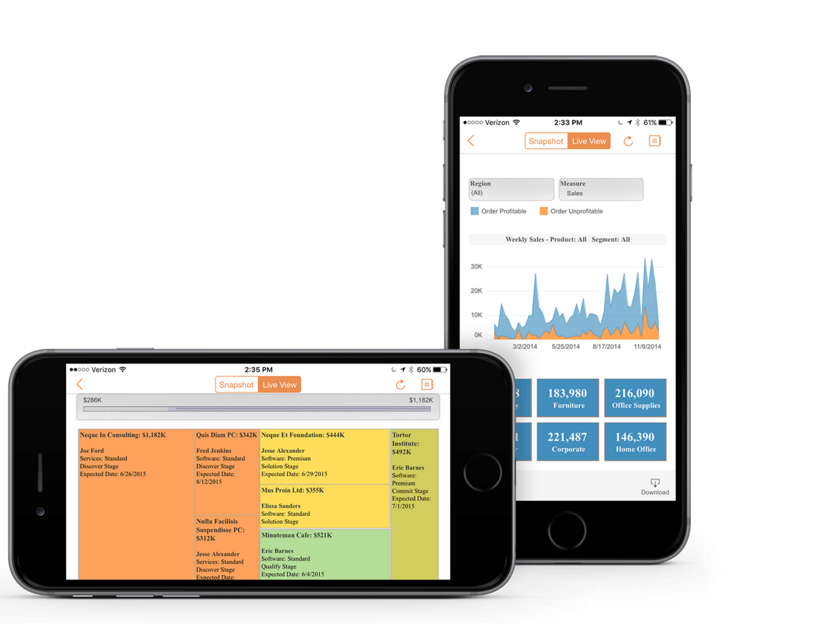 ●○○○○ Verizon 2:33 PM 61%
Snapshot Live View
Region
(All)
Measure
Sales
Order Profitable Order Unprofitable
Weekly Sales - Product: All Segment: All
30K
20K
10K
0K
3/2/2014 5/25/2014 8/17/2014 11/9/2014
183,980 216,090
Furniture Office Supplies
221,487 146,390
Corporate Home Office
Download
●●○○○ Verizon 2:35 PM 60%
Snapshot Live View
$286K $1,182K
Neque In Consulting: $1,182K
Joe Ford
Services: Standard
Discover Stage
Expected Date: 6/26/2015
Quis Diam PC: $342K
Fred Jenkins
Software: Standard
Discover Stage
Expected Date:
8/12/2015
Nulla Facilisis
Suspendisse PC:
$312K
Jesse Alexander
Services: Standard
Discover Stage
Expected Date:
Neque Et Foundation: $444K
Jesse Alexander
Software: Premium
Solution Stage
Expected Date: 6/29/2015
Mus Proin Ltd: $355K
Elissa Sanders
Software: Standard
Solution Stage
Minuteman Cafe: $521K
Eric Barnes
Software: Standard
Qualify Stage
Expected Date: 6/4/2015
Tortor
Institute:
$492K
Eric Barnes
Software:
Premium
Commit Stage
Expected Date:
7/1/2015